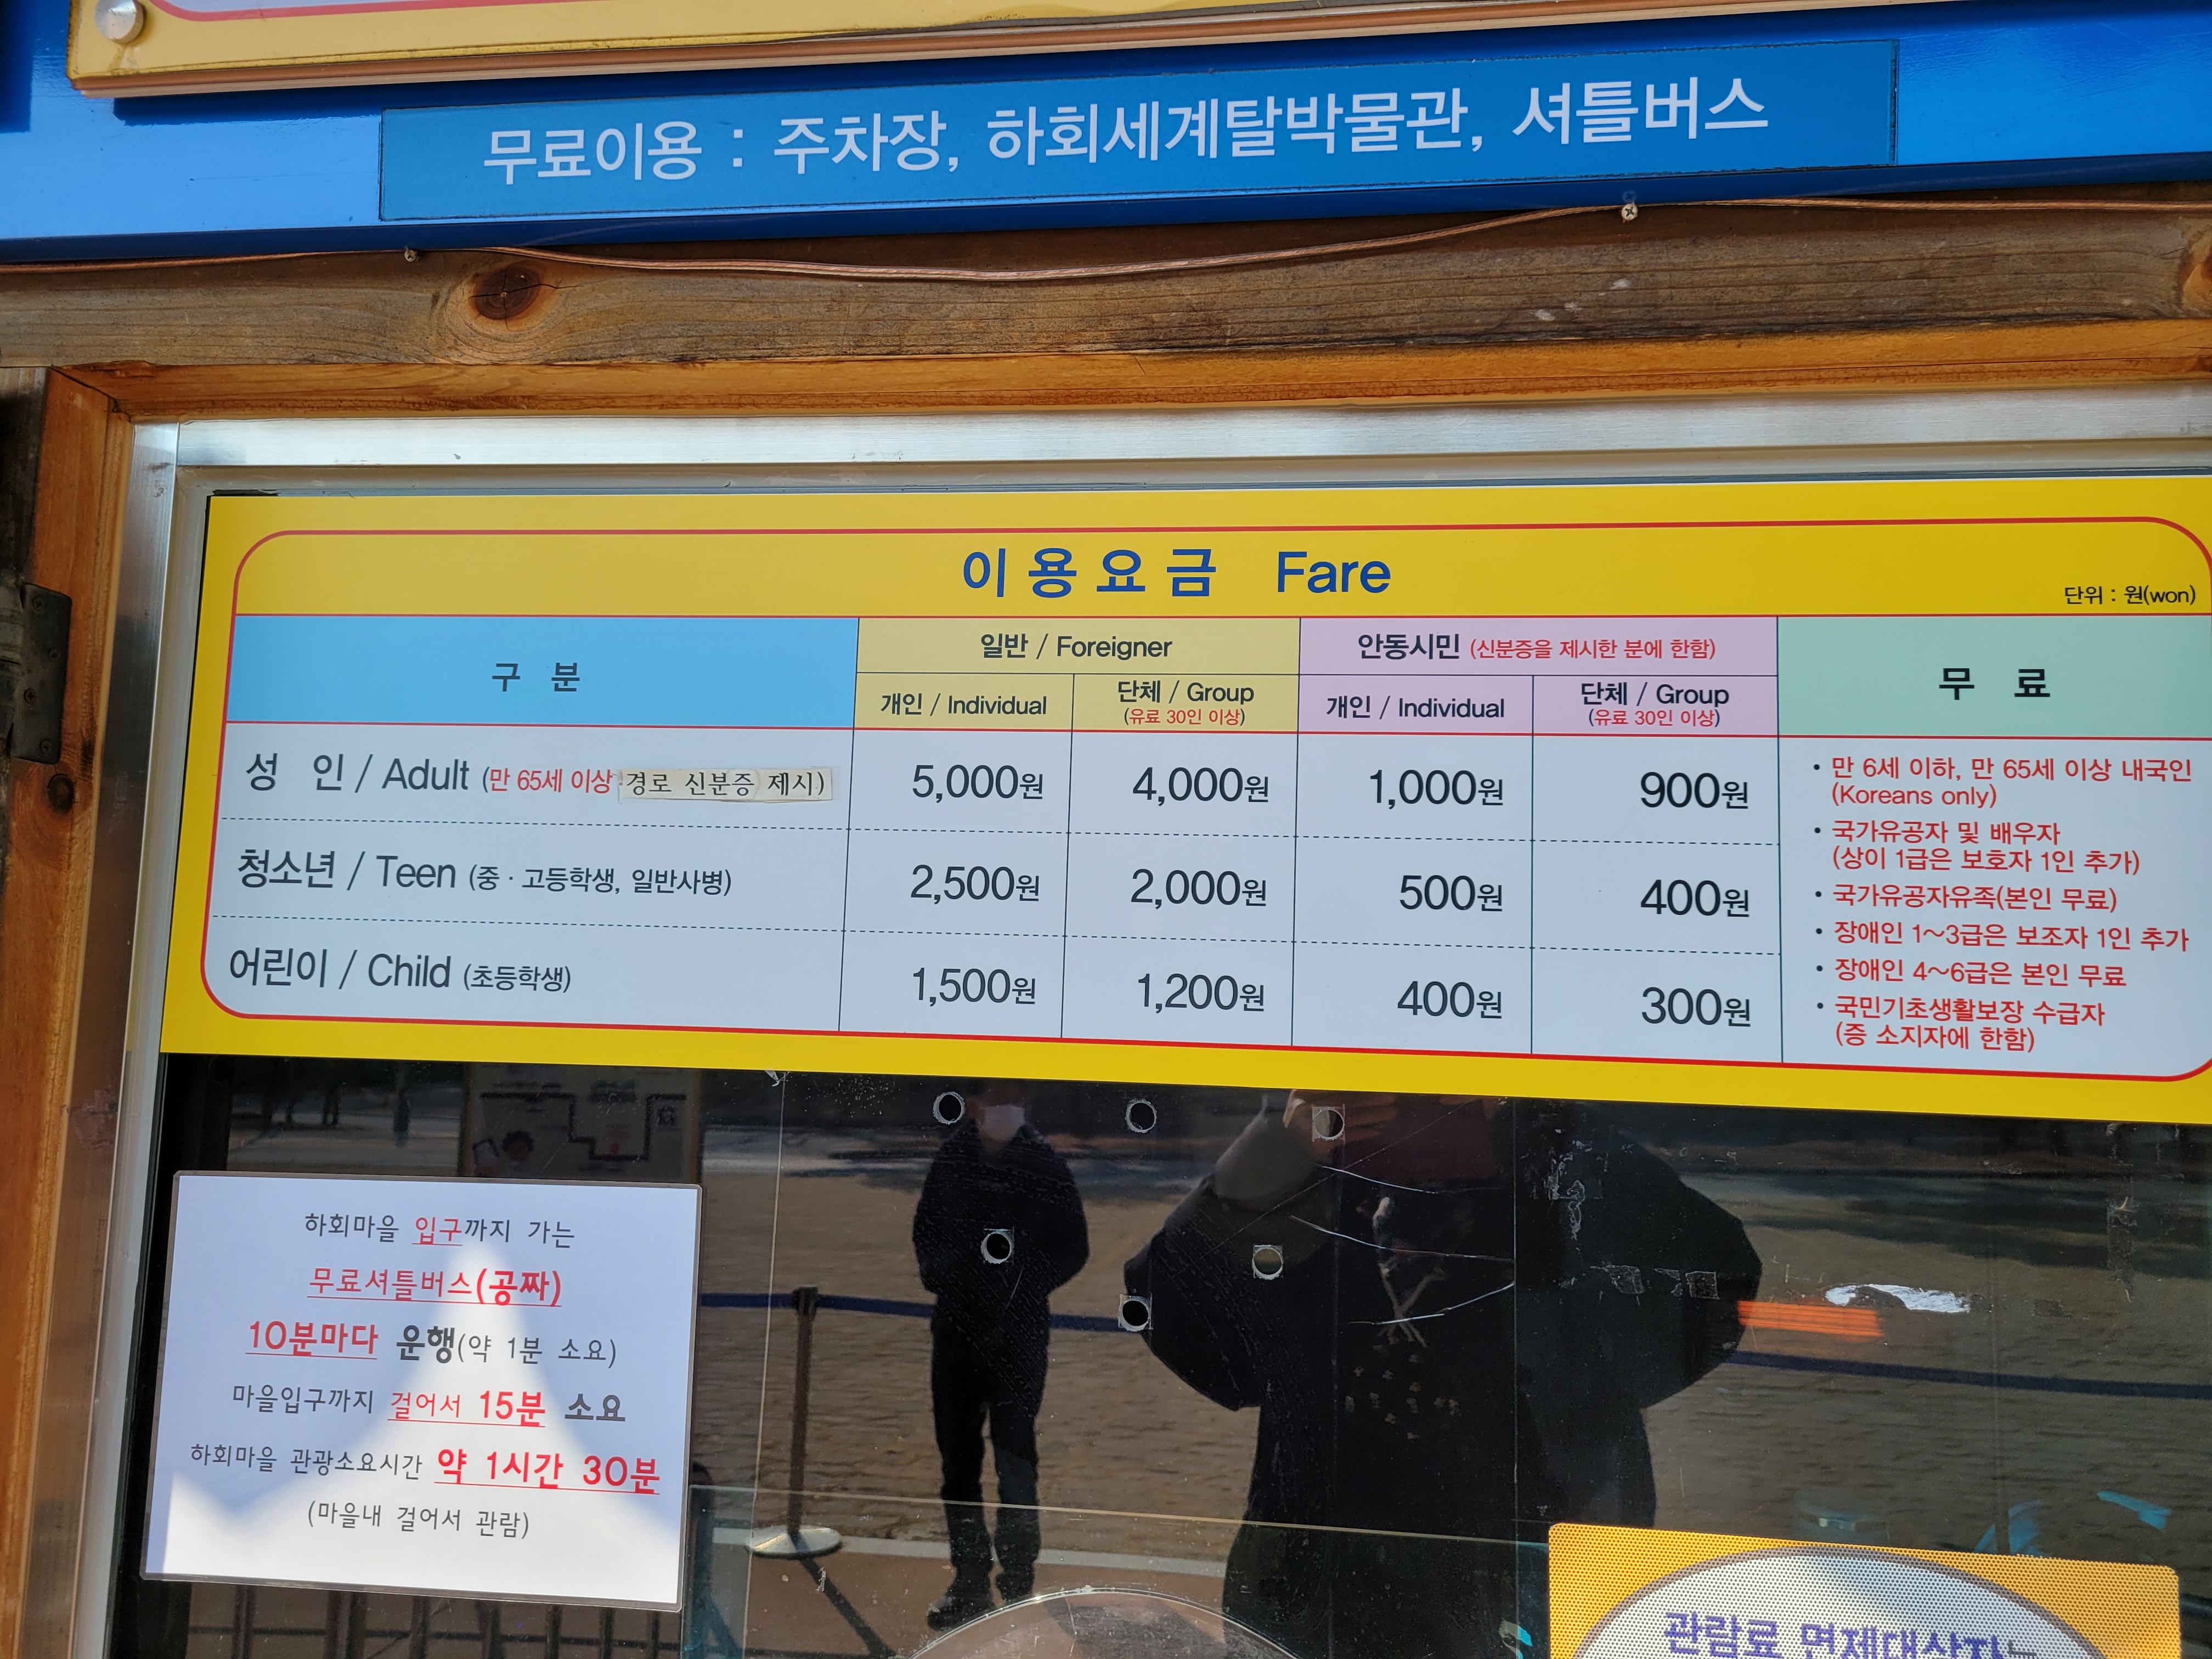 무료이용 : 주차장, 하회세계탈박물관, 셔틀버스
이용요금 Fare
단위 : 원(won)
구 분
일반 / Foreigner
안동시민 (신분증을 제시한 분에 한함)
무 료
개인 / Individual
단체 / Group
(유료 30인 이상)
개인 / Individual
단체 / Group
(유료 30인 이상)
성 인 / Adult (만 65세 이상 경로 신분증 제시) 5,000원 4,000원 1,000원 900원
청소년 / Teen (중 · 고등학생, 일반사병) 2,500원 2,000원 500원 400원
어린이 / Child (초등학생) 1,500원 1,200원 400원 300원
• 만 6세 이하, 만 65세 이상 내국인
(Koreans only)
• 국가유공자 및 배우자
(상이 1급은 보호자 1인 추가)
• 국가유공자유족(본인 무료)
• 장애인 1~3급은 보조자 1인 추가
• 장애인 4~6급은 본인 무료
• 국민기초생활보장 수급자
(증 소지자에 한함)
하회마을 입구까지 가는
무료셔틀버스(공짜)
10분마다 운행(약 1분 소요)
마을입구까지 걸어서 15분 소요
하회마을 관광소요시간 약 1시간 30분
(마을내 걸어서 관람)
관람료 면제대상자는